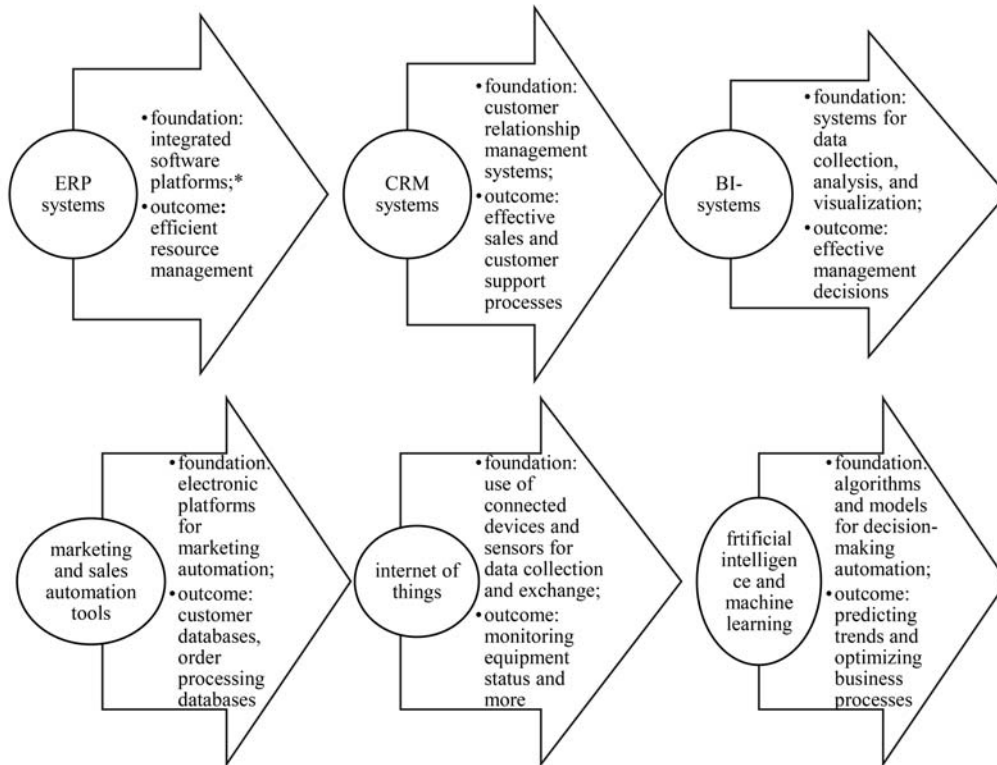 ERP
systems
•foundation:
integrated
software
platforms;*
•outcome:
efficient
resource
management
CRM
systems
•foundation:
customer
relationship
management
systems;
•outcome:
effective
sales and
customer
support
processes
BI-
systems
•foundation:
systems for
data
collection,
analysis, and
visualization;
•outcome:
effective
management
decisions
marketing
and sales
automation
tools
•foundation:
electronic
platforms
for
marketing
automation;
•outcome:
customer
databases,
order
processing
databases
internet of
things
•foundation:
use of
connected
devices and
sensors for
data collection
and exchange;
•outcome:
monitoring
equipment
status and
more
frtificial
intelligen
ce and
machine
learning
•foundation:
algorithms
and models
for decision-
making
automation;
•outcome:
predicting
trends and
optimizing
business
processes